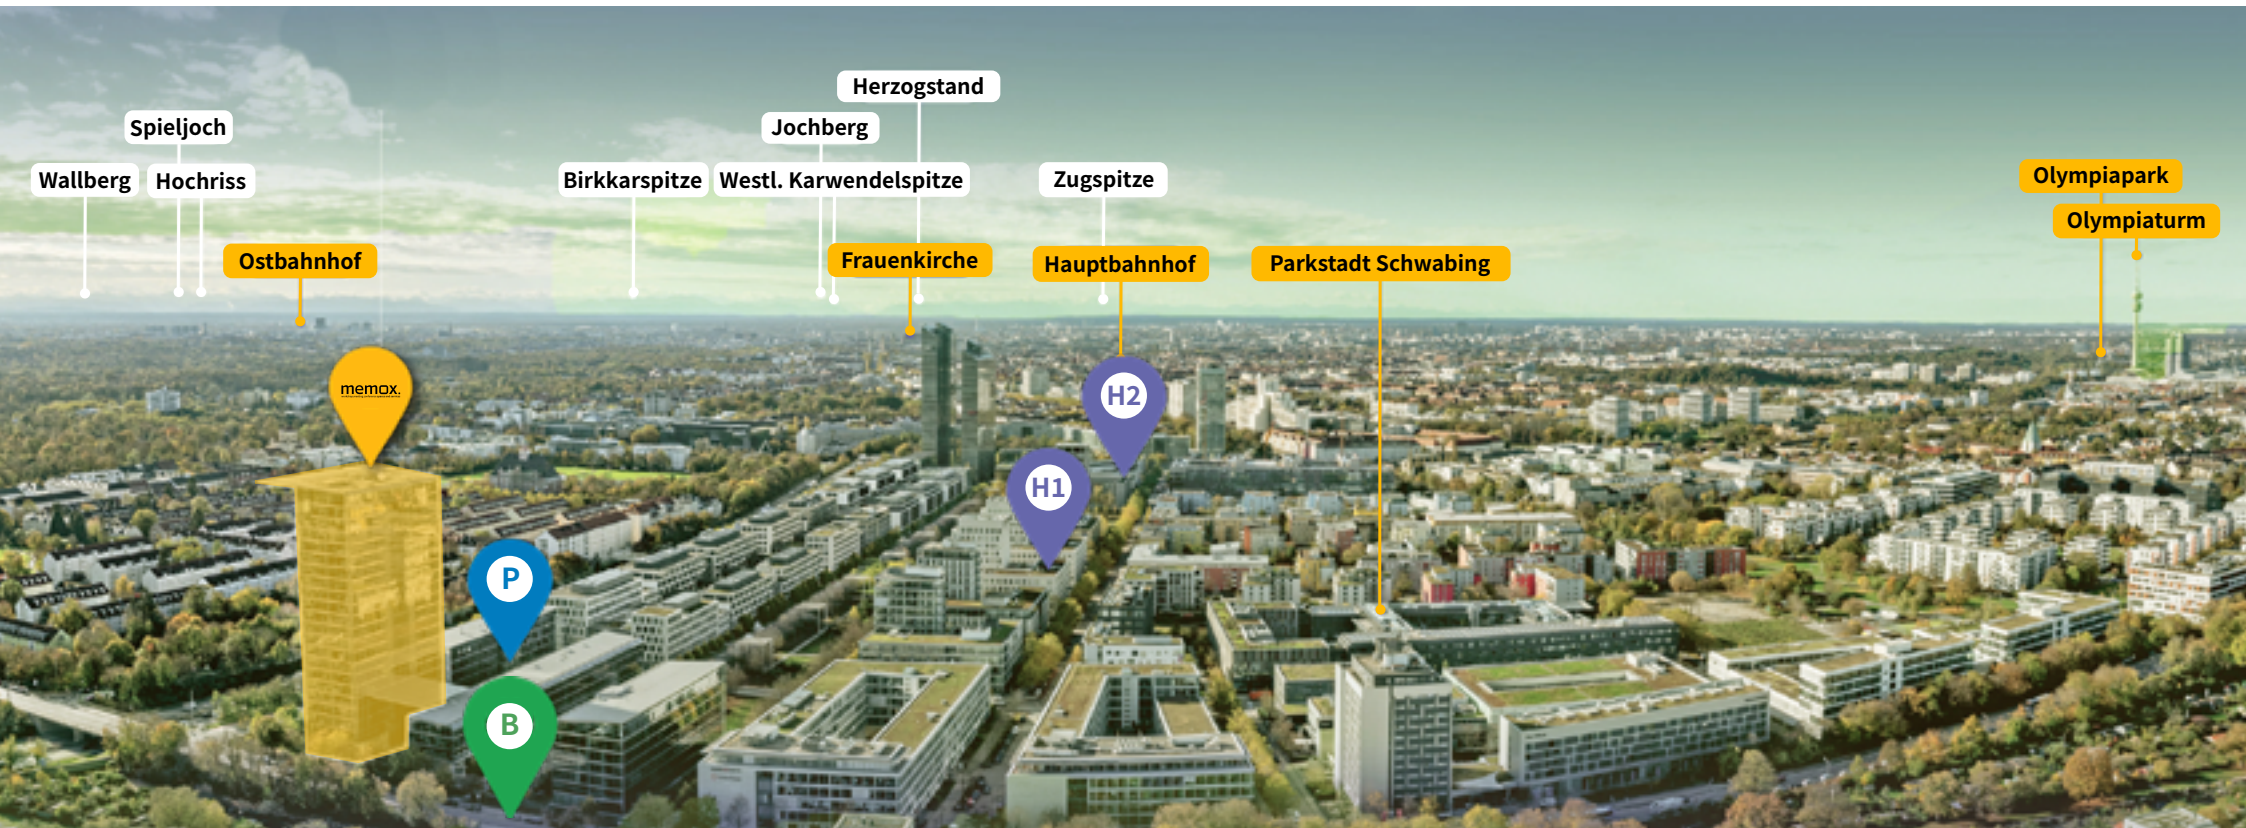 Herzogstand
Spieljoch
Jochberg
Wallberg
Hochriss
Birkkarspitze
Westl. Karwendelspitze
Zugspitze
Olympiapark
Olympiaturm
Ostbahnhof
Frauenkirche
Hauptbahnhof
Parkstadt Schwabing
memox.
H2
H1
P
B